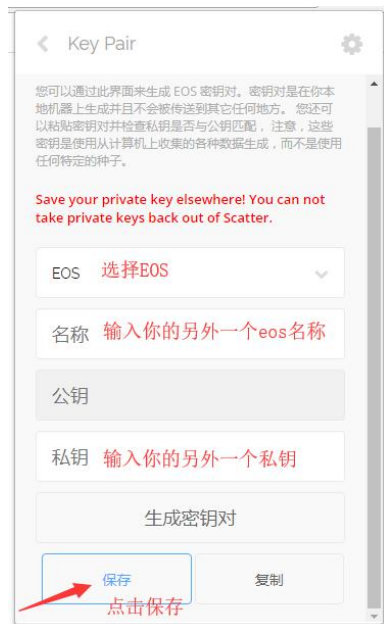 Key Pair
您可以通过此界面来生成 EOS 密钥对。密钥对是在你本
地机器上生成并且不会被传送到其它任何地方。 您还可
以粘贴密钥对并检查私钥是否与公钥匹配 ，注意，这些
密钥是使用从计算机上收集的各种数据生成，而不是使用
任何特定的种子。
Save your private key elsewhere! You can not
take private keys back out of Scatter.
EOS 选择EOS
名称 输入你的另外一个eos名称
公钥
私钥 输入你的另外一个私钥
生成密钥对
保存 复制
点击保存